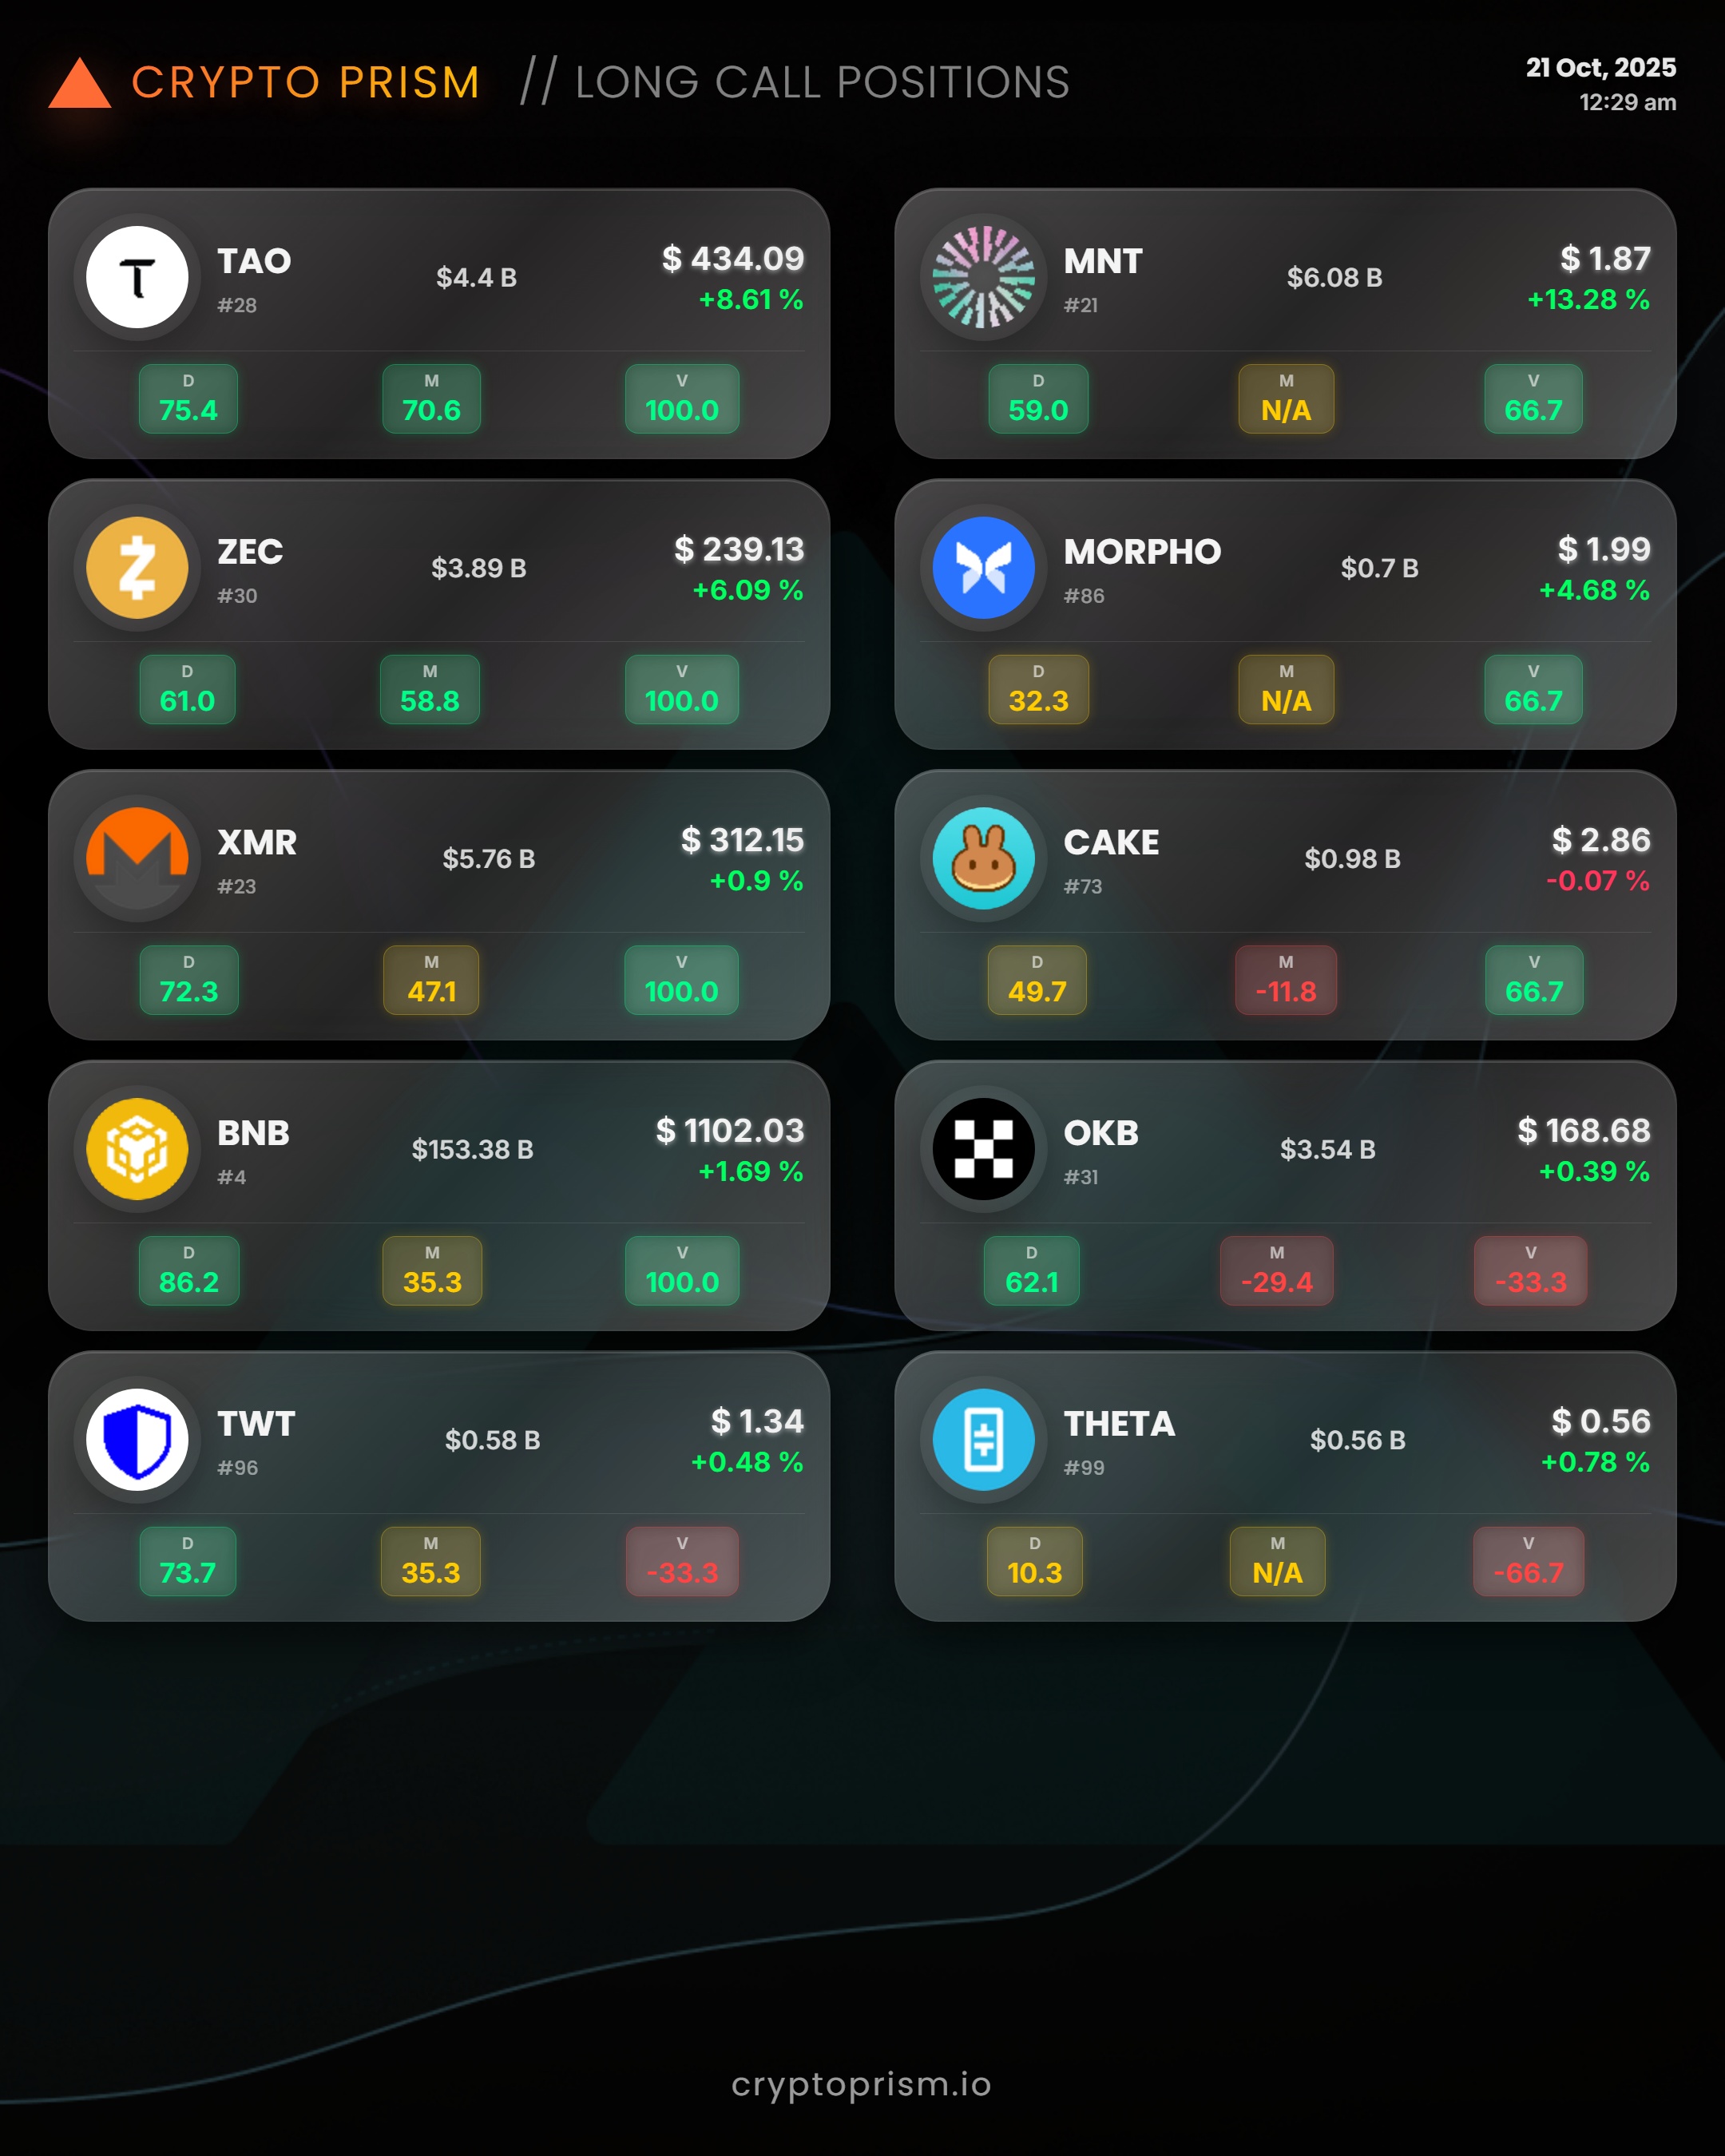 CRYPTO PRISM // LONG CALL POSITIONS
21 Oct, 2025
12:29 am
TAO
#28
$4.4 B
$ 434.09
+8.61 %
D
75.4
M
70.6
V
100.0
MNT
#21
$6.08 B
$ 1.87
+13.28 %
D
59.0
M
N/A
V
66.7
ZEC
#30
$3.89 B
$ 239.13
+6.09 %
D
61.0
M
58.8
V
100.0
MORPHO
#86
$0.7 B
$ 1.99
+4.68 %
D
32.3
M
N/A
V
66.7
XMR
#23
$5.76 B
$ 312.15
+0.9 %
D
72.3
M
47.1
V
100.0
CAKE
#73
$0.98 B
$ 2.86
-0.07 %
D
49.7
M
-11.8
V
66.7
BNB
#4
$153.38 B
$ 1102.03
+1.69 %
D
86.2
M
35.3
V
100.0
OKB
#31
$3.54 B
$ 168.68
+0.39 %
D
62.1
M
-29.4
V
-33.3
TWT
#96
$0.58 B
$ 1.34
+0.48 %
D
73.7
M
35.3
V
-33.3
THETA
#99
$0.56 B
$ 0.56
+0.78 %
D
10.3
M
N/A
V
-66.7
cryptoprism.io